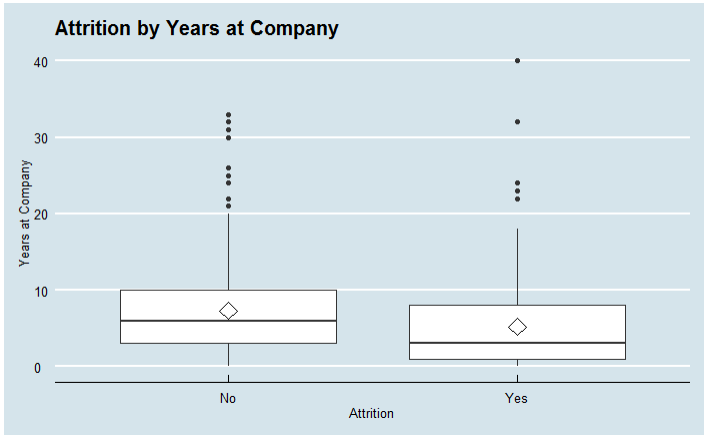 Attrition by Years at Company
40
30
20
10
0
Years at Company
No
Yes
Attrition